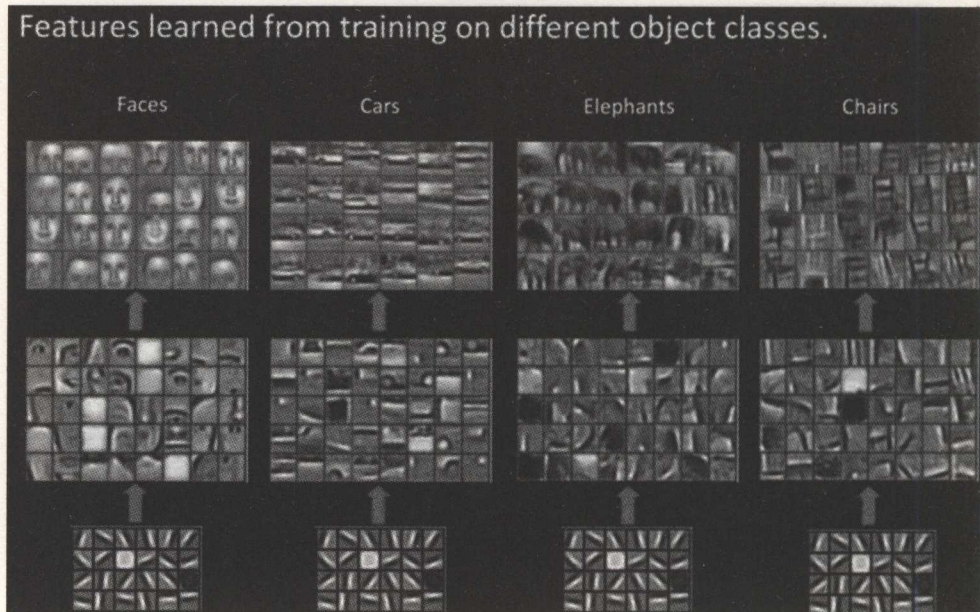 Features learned from training on different object classes.
Faces Cars Elephants Chairs